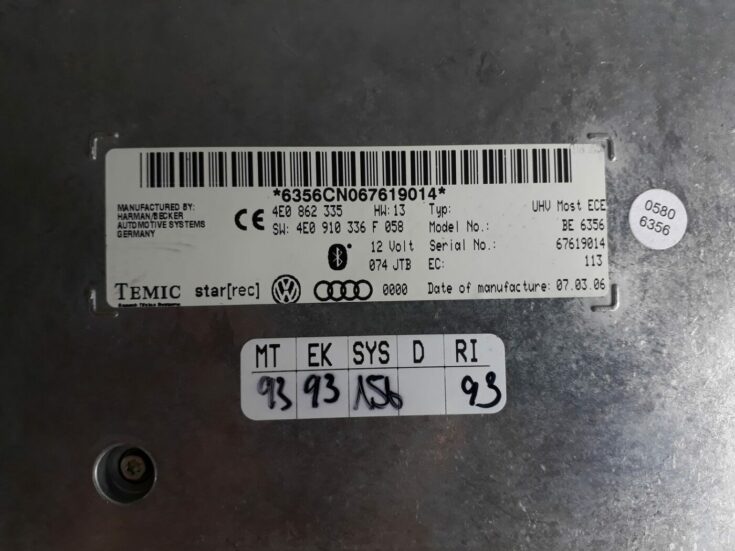 *6356CN067619014*
MANUFACTURED BY:
HARMAN/BECKER
AUTOMOTIVE SYSTEMS
GERMANY
CE
4E0 862 335 HW:13 Typ: UHV Most ECE
SW: 4E0 910 336 F 058 Model No.: BE 6356
12 Volt Serial No.: 67619014
074 JTB EC: 113
TEMIC star[rec] 0000 Date of manufacture: 07.03.06
0580
6356
MT EK SYS D RI
93 93 156 93